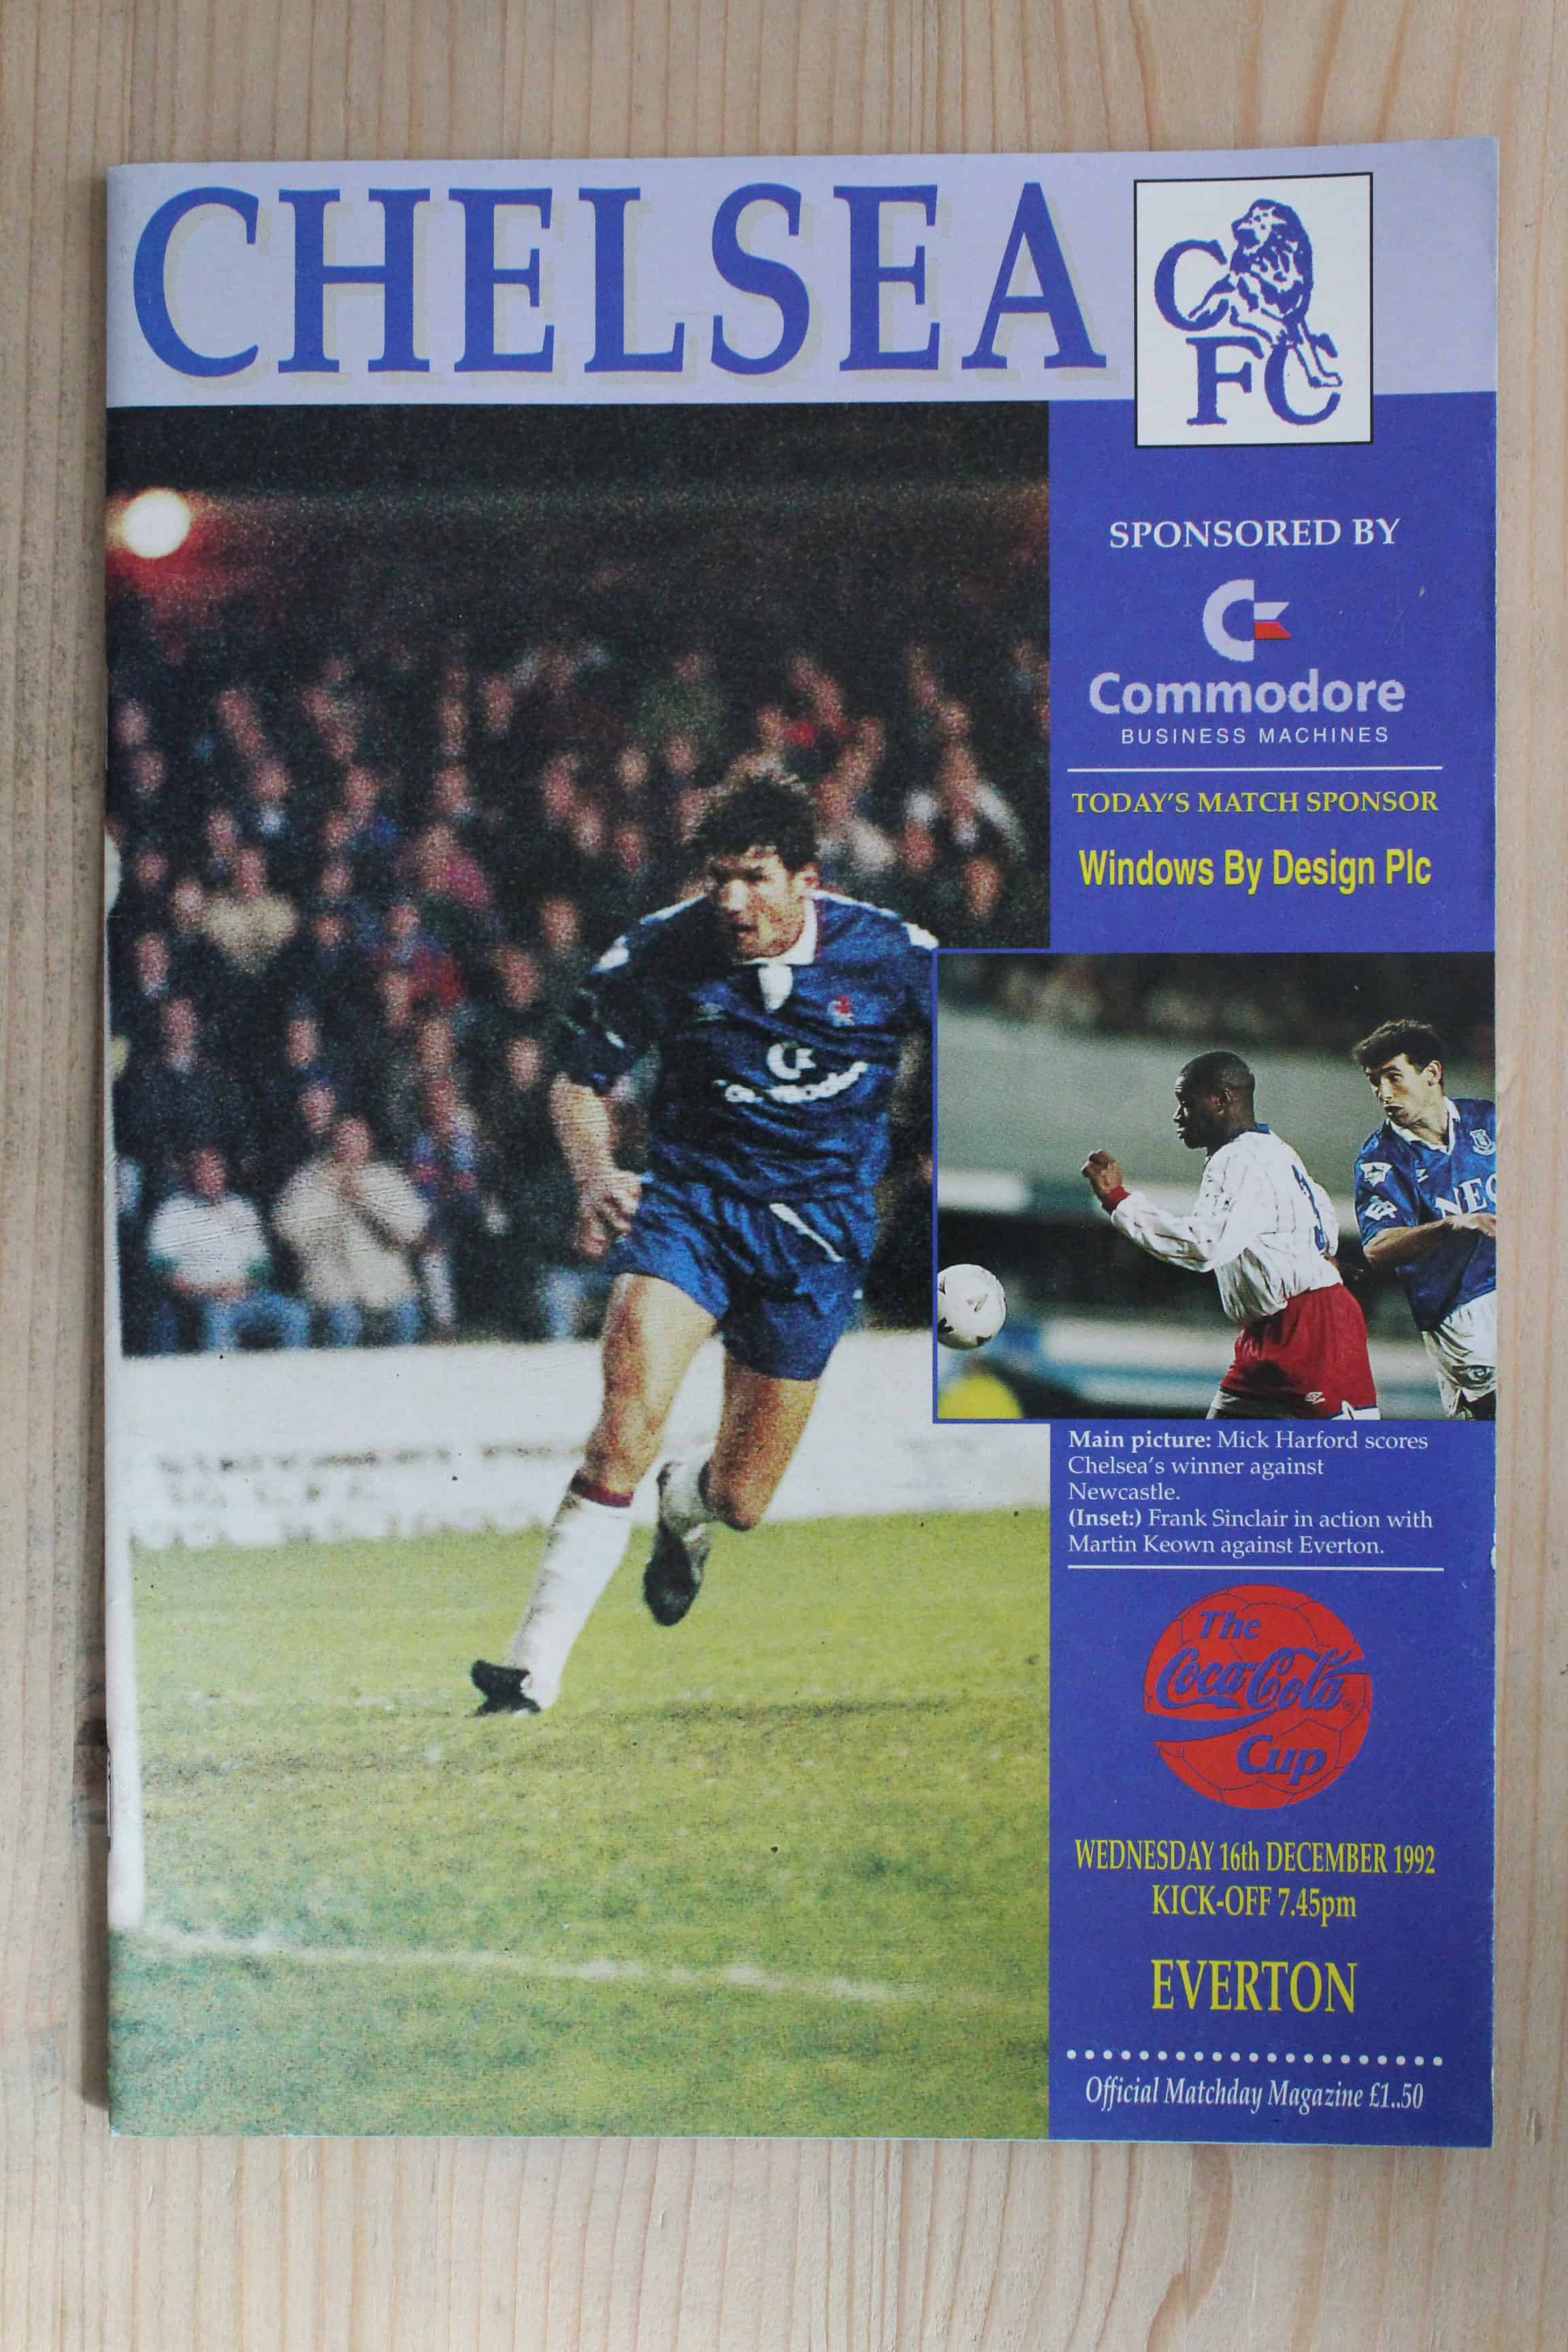 CHELSEA
C
FC
SPONSORED BY
Commodore
BUSINESS MACHINES
TODAY'S MATCH SPONSOR
Windows By Design Plc
NEC
Main picture: Mick Harford scores
Chelsea's winner against
Newcastle.
(Inset:) Frank Sinclair in action with
Martin Keown against Everton.
The
Coca-Cola®
Cup
WEDNESDAY 16th DECEMBER 1992
KICK-OFF 7.45pm
EVERTON
Official Matchday Magazine £1..50